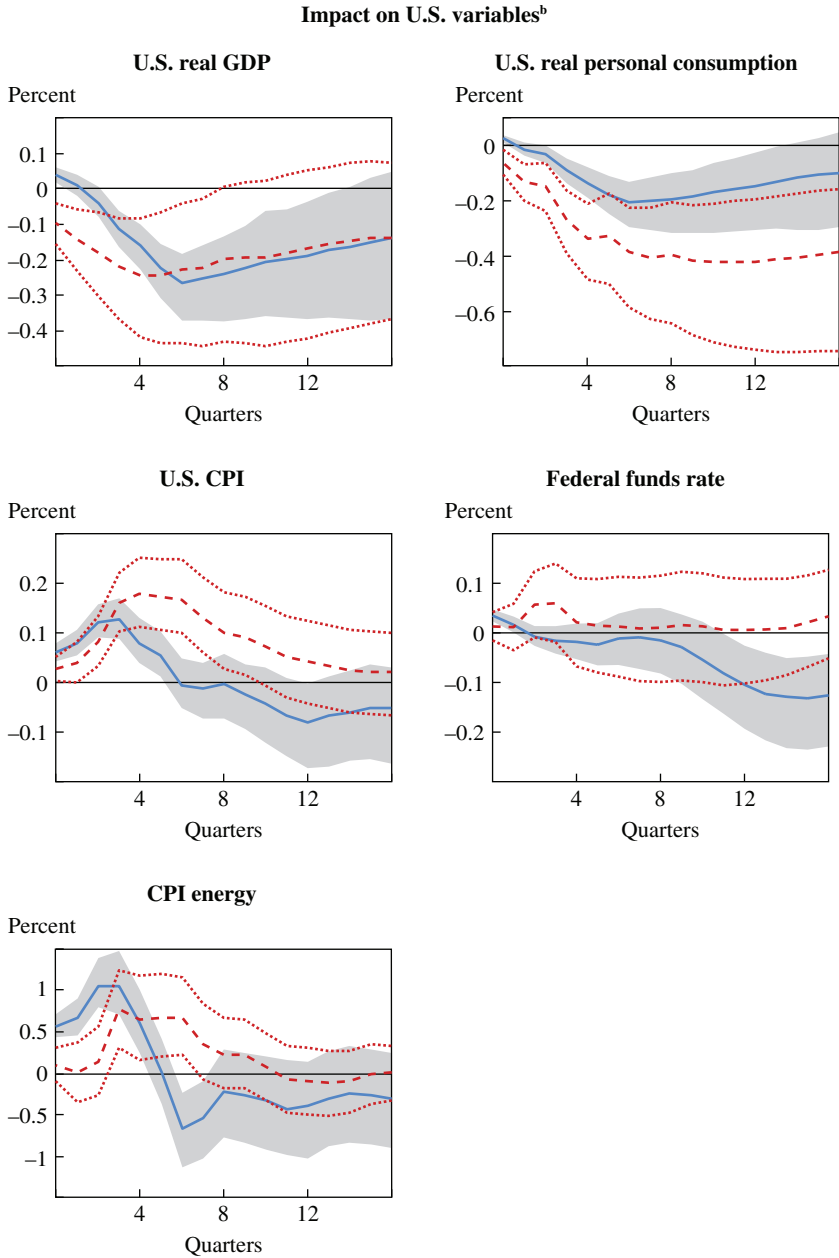 Impact on U.S. variablesb
U.S. real GDP
Percent
0.1
0
–0.1
–0.2
–0.3
–0.4
4 8 12
Quarters
U.S. real personal consumption
Percent
0
–0.2
–0.4
–0.6
4 8 12
Quarters
U.S. CPI
Percent
0.2
0.1
0
–0.1
4 8 12
Quarters
Federal funds rate
Percent
0.1
0
–0.1
–0.2
4 8 12
Quarters
CPI energy
Percent
1
0.5
0
–0.5
–1
4 8 12
Quarters